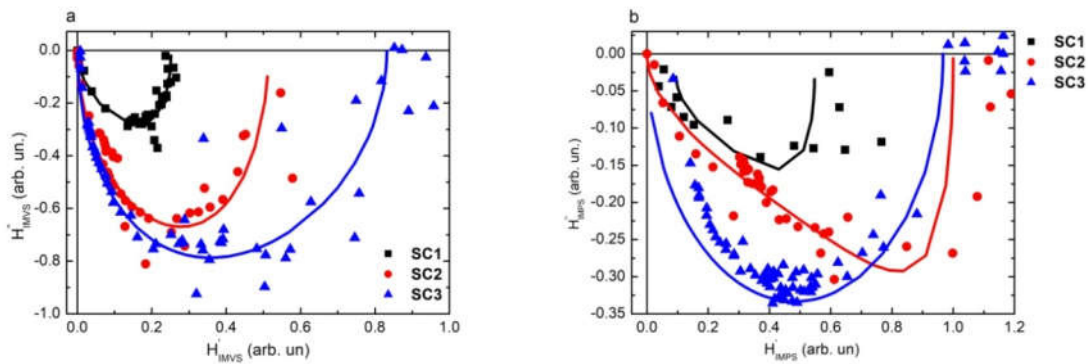 a
0.0
-0.2
-0.4
-0.6
-0.8
-1.0
H"IMVS (arb. un.)
0.0 0.2 0.4 0.6 0.8 1.0
H'IMVS (arb. un)
SC1
SC2
SC3
b
0.00
-0.05
-0.10
-0.15
-0.20
-0.25
-0.30
-0.35
H"IMPS (arb. un.)
0.0 0.2 0.4 0.6 0.8 1.0 1.2
H'IMPS (arb. un)
SC1
SC2
SC3